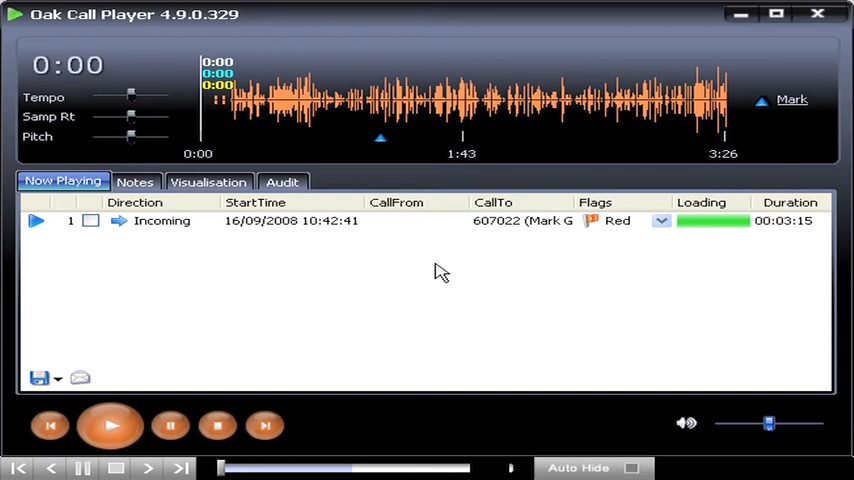 Oak Call Player 4.9.0.329
0:00
0:00
0:00
0:00
Tempo
Samp Rt
Pitch
Mark
0:00 1:43 3:26
Now Playing Notes Visualisation Audit
Direction StartTime CallFrom CallTo Flags Loading Duration
1 Incoming 16/09/2008 10:42:41 607022 (Mark G Red 00:03:15
Auto Hide